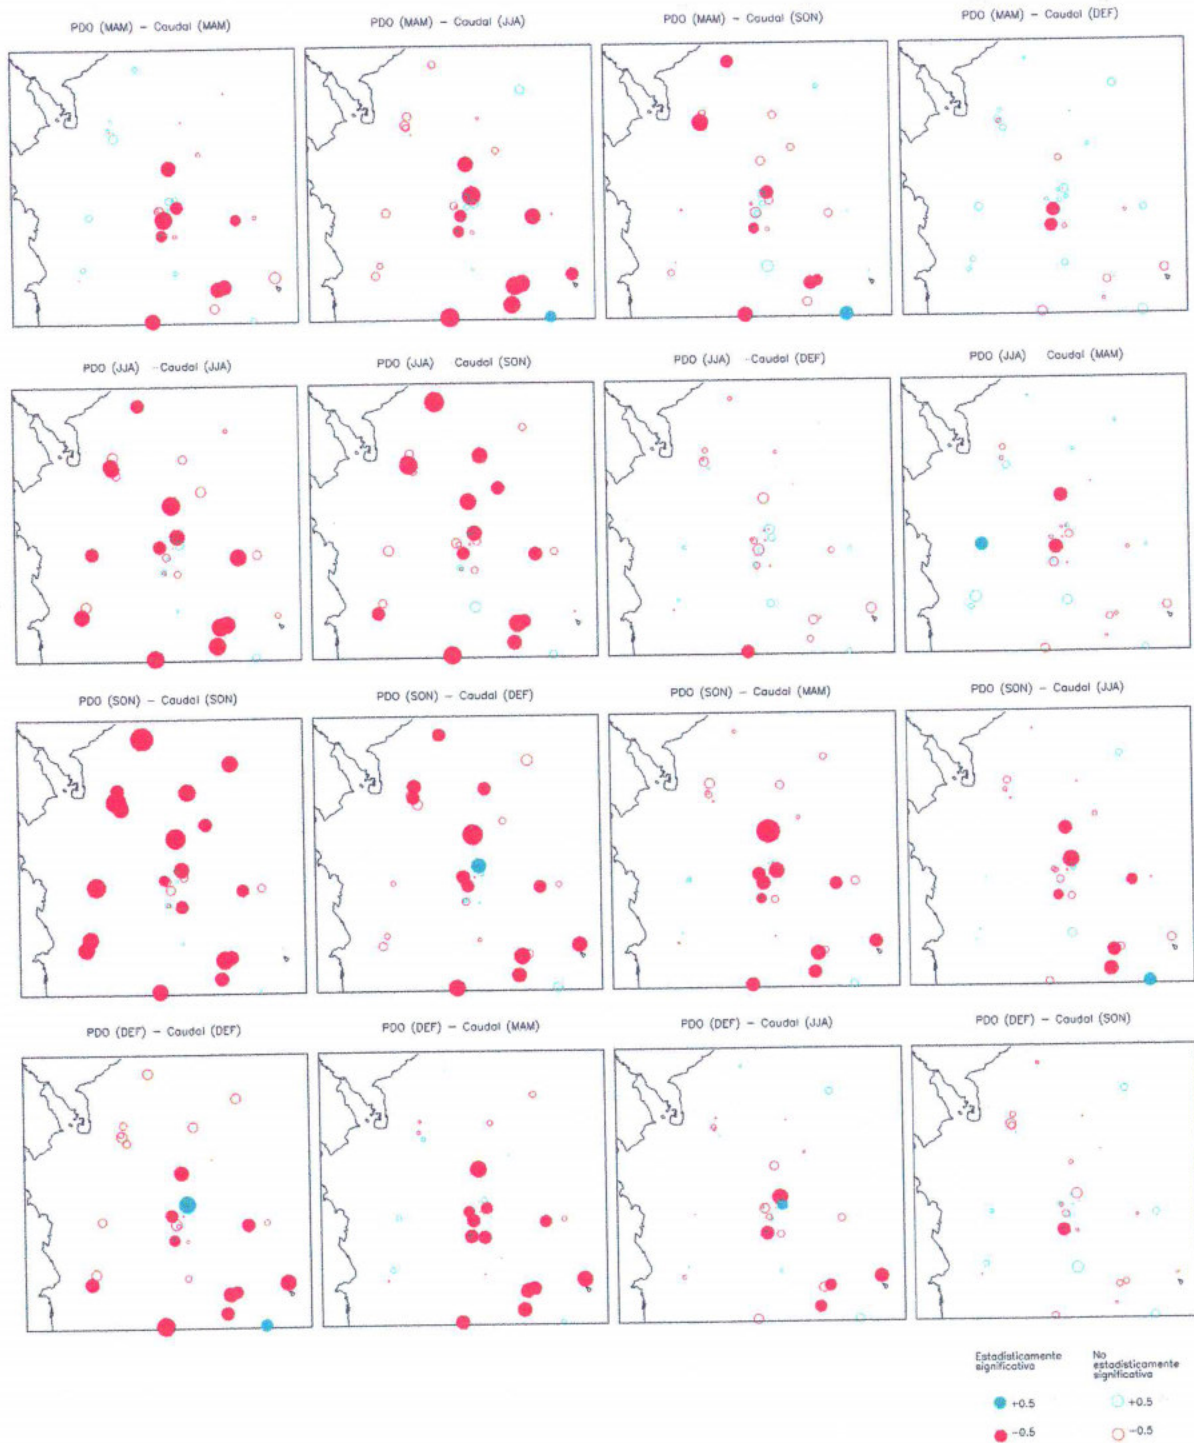 PDO (MAM) – Caudal (MAM)
PDO (MAM) – Caudal (JJA)
PDO (MAM) – Caudal (SON)
PDO (MAM) – Caudal (DEF)
PDO (JJA) –Caudal (JJA)
PDO (JJA) Caudal (SON)
PDO (JJA) –Caudal (DEF)
PDO (JJA) Caudal (MAM)
PDO (SON) – Caudal (SON)
PDO (SON) – Caudal (DEF)
PDO (SON) – Caudal (MAM)
PDO (SON) – Caudal (JJA)
PDO (DEF) – Caudal (DEF)
PDO (DEF) – Caudal (MAM)
PDO (DEF) – Caudal (JJA)
PDO (DEF) – Caudal (SON)
Estadísticamente
significativa
+0.5
-0.5
No
estadísticamente
significativa
+0.5
-0.5